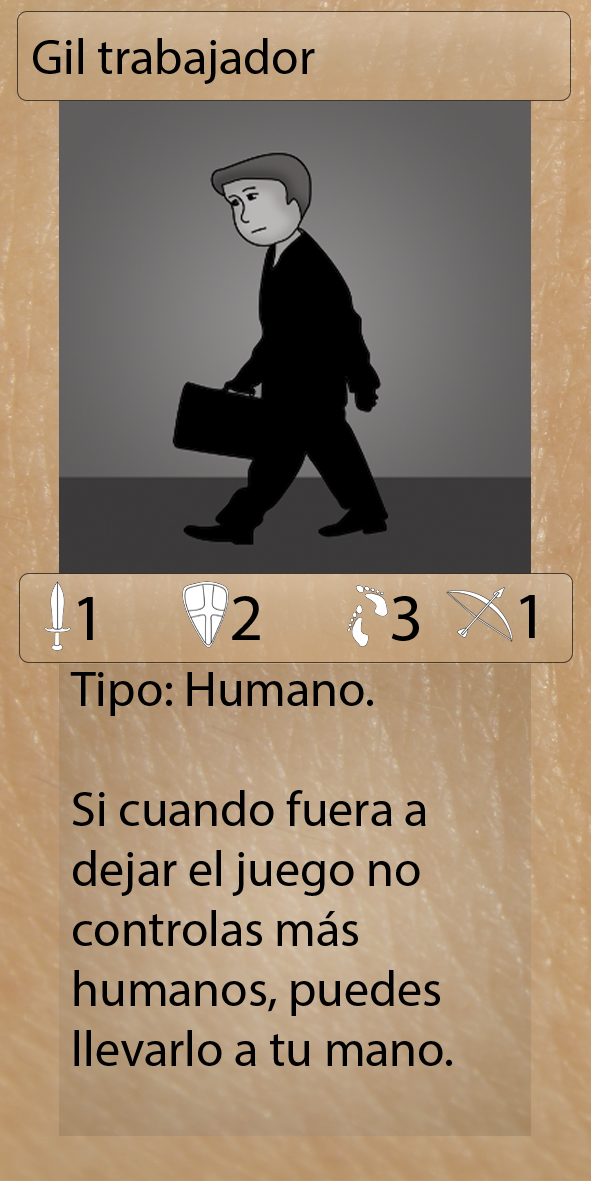 Gil trabajador
1 2 3 1
Tipo: Humano.
Si cuando fuera a
dejar el juego no
controlas más
humanos, puedes
llevarlo a tu mano.